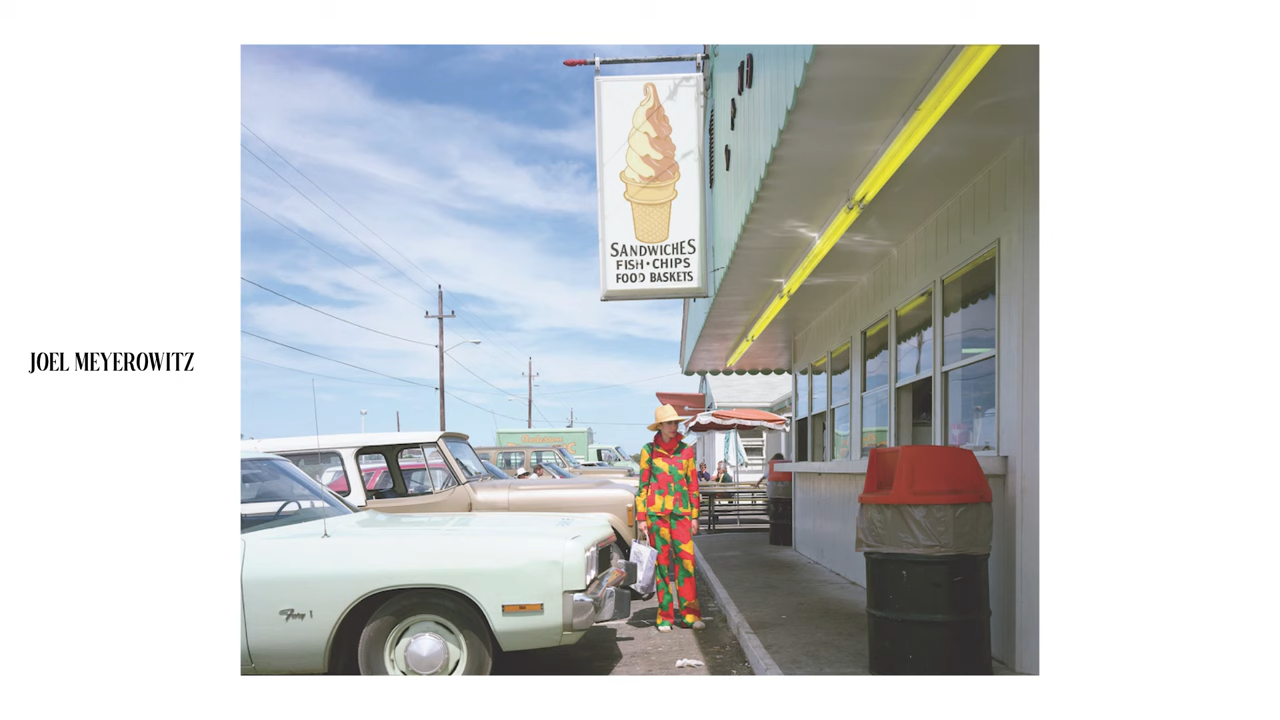 JOEL MEYEROWITZ
SANDWICHES
FISH·CHIPS
FOOD BASKETS
Fury I